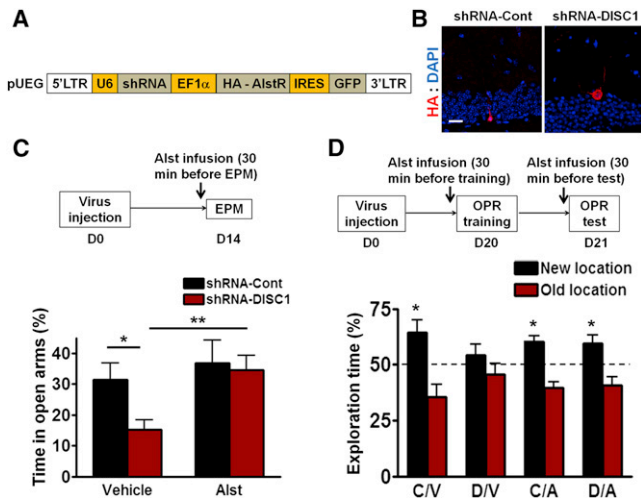 A
pUEG 5'LTR U6 shRNA EF1α HA - AlstR IRES GFP 3'LTR
B
shRNA-Cont shRNA-DISC1
HA : DAPI
C
Alst infusion (30
min before EPM)
Virus
injection
EPM
D0 D14
shRNA-Cont
shRNA-DISC1
Time in open arms (%)
40
30
20
10
0
* **
Vehicle Alst
D
Alst infusion (30
min before training)
Alst infusion (30
min before test)
Virus
injection
OPR
training
OPR
test
D0 D20 D21
New location
Old location
Exploration time (%)
75
50
25
0
* * *
C/V D/V C/A D/A